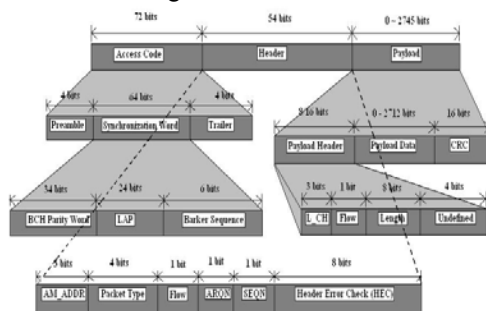 72 bits 54 bits 0 ~ 2745 bits
Access Code Header Payload
4 bits 64 bits 4 bits
Preamble Synchronization Word Trailer
8 16 bits 0 ~ 2712 bits 16 bits
Payload Header Payload Data CRC
34 bits 24 bits 6 bits
BCH Parity Word LAP Barker Sequence
3 bits 1 bit 8 bits 4 bits
L_CH Flow Length Undefined
3 bits 4 bits 1 bit 1 bit 1 bit 8 bits
AM_ADDR Packet Type Flow ARQN SEQN Header Error Check (HEC)